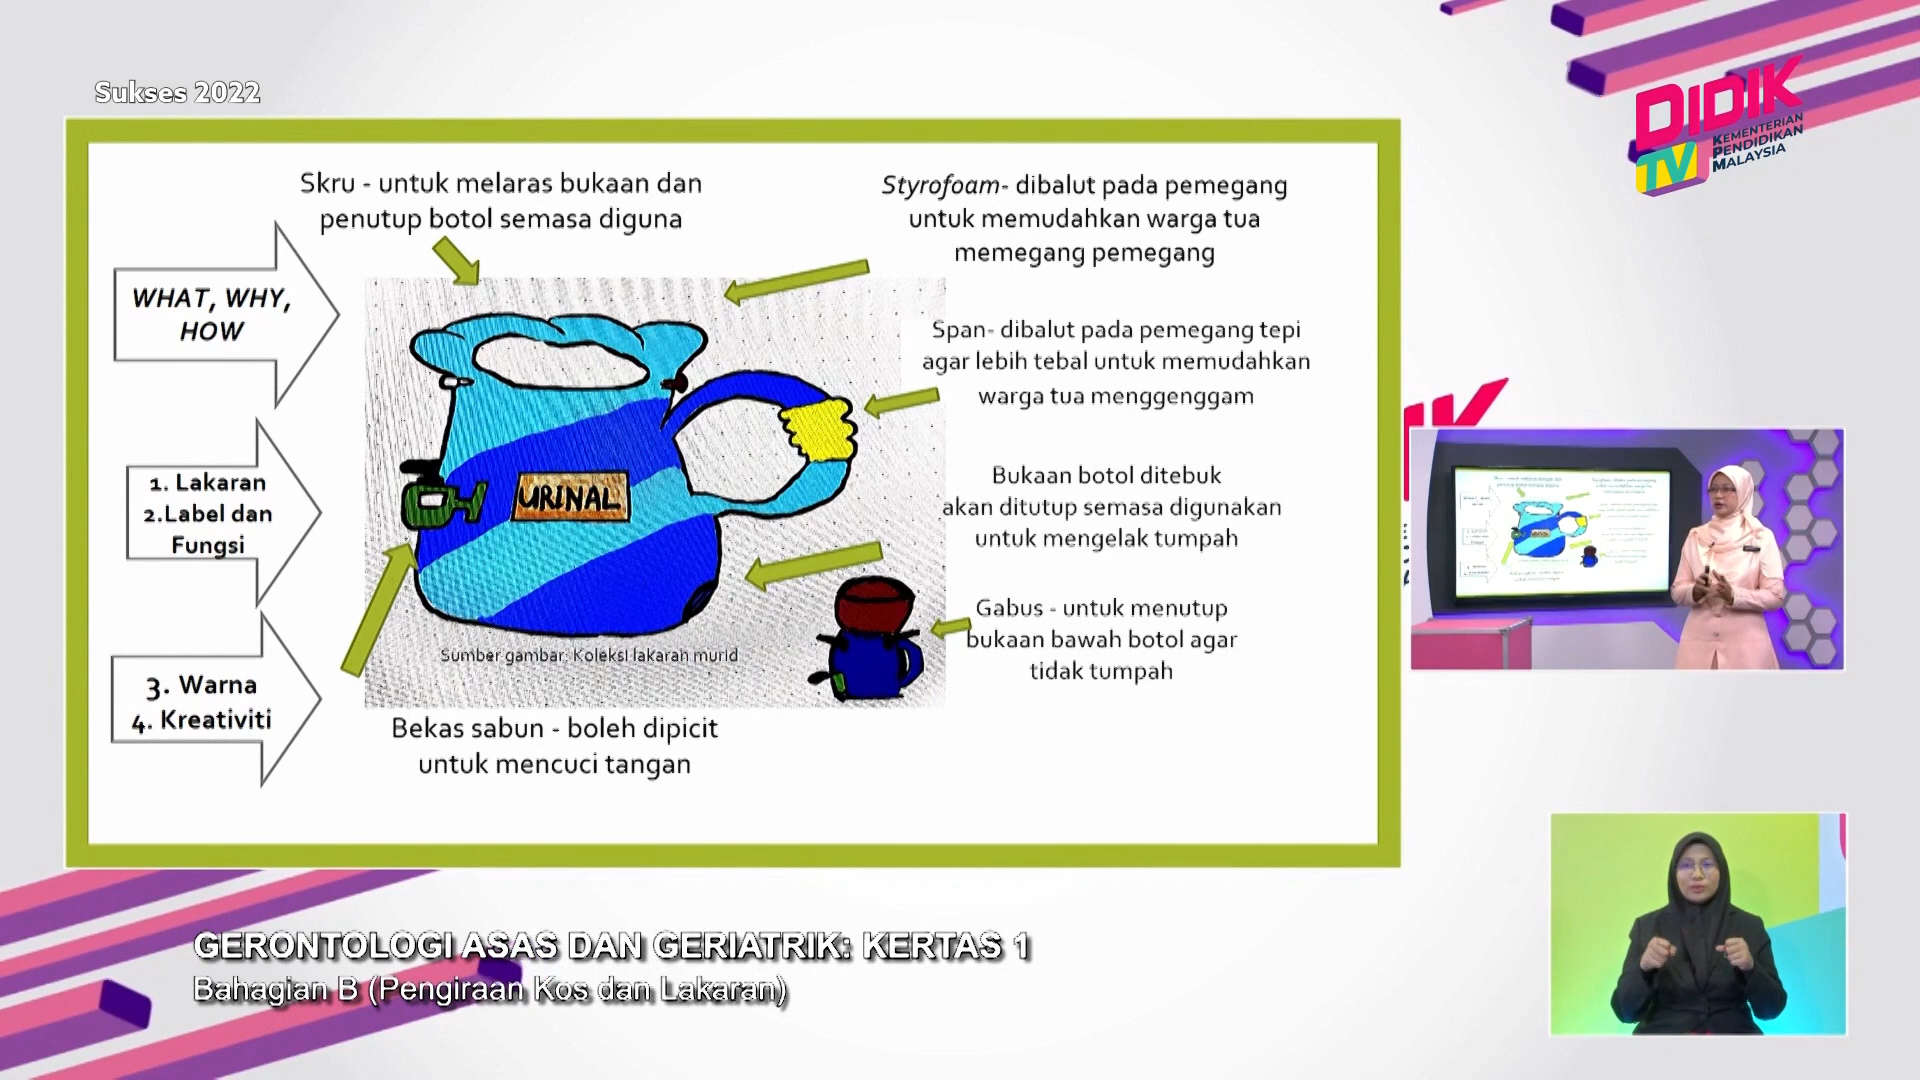 Sukses 2022
DIDIK
TV
KEMENTERIAN
PENDIDIKAN
MALAYSIA
Skru - untuk melaras bukaan dan
penutup botol semasa diguna
Styrofoam- dibalut pada pemegang
untuk memudahkan warga tua
memegang pemegang
WHAT, WHY,
HOW
Span- dibalut pada pemegang tepi
agar lebih tebal untuk memudahkan
warga tua menggenggam
1. Lakaran
2.Label dan
Fungsi
URINAL
Bukaan botol ditebuk
akan ditutup semasa digunakan
untuk mengelak tumpah
Gabus - untuk menutup
bukaan bawah botol agar
tidak tumpah
Sumber gambar: Koleksi lakaran murid
3. Warna
4. Kreativiti
Bekas sabun - boleh dipicit
untuk mencuci tangan
GERONTOLOGI ASAS DAN GERIATRIK: KERTAS 1
Bahagian B (Pengiraan Kos dan Lakaran)